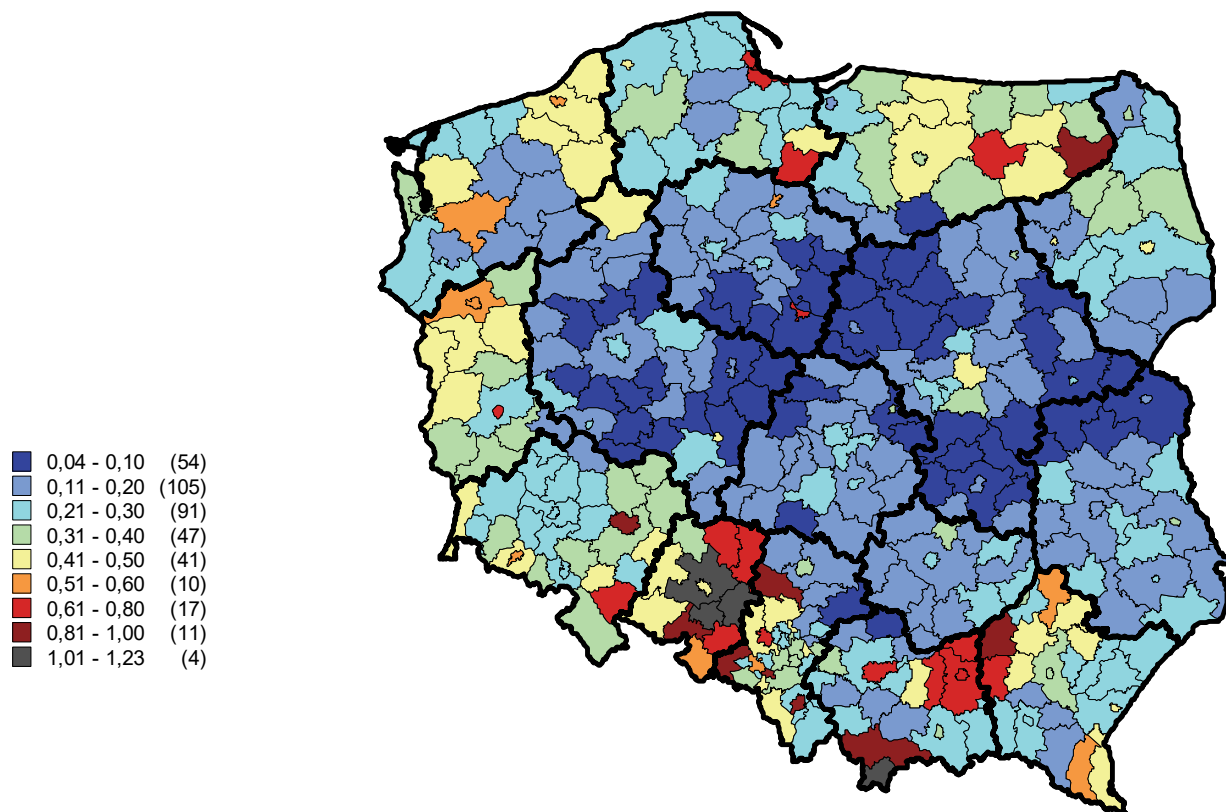 0,04 - 0,10 (54)
0,11 - 0,20 (105)
0,21 - 0,30 (91)
0,31 - 0,40 (47)
0,41 - 0,50 (41)
0,51 - 0,60 (10)
0,61 - 0,80 (17)
0,81 - 1,00 (11)
1,01 - 1,23 (4)